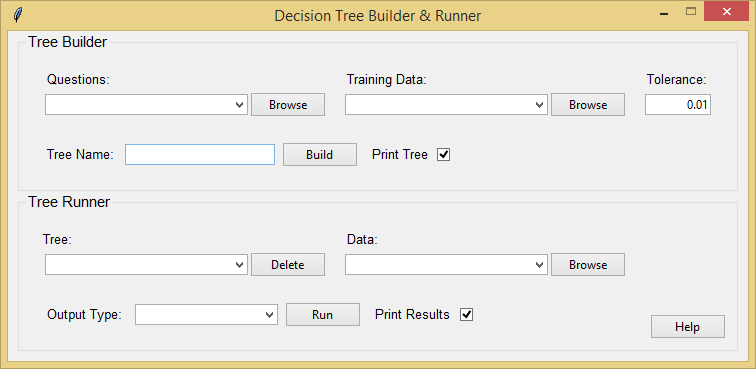 Decision Tree Builder & Runner
Tree Builder
Questions: Training Data: Tolerance:
Browse Browse 0.01
Tree Name: Build Print Tree
Tree Runner
Tree: Data:
Delete Browse
Output Type: Run Print Results
Help